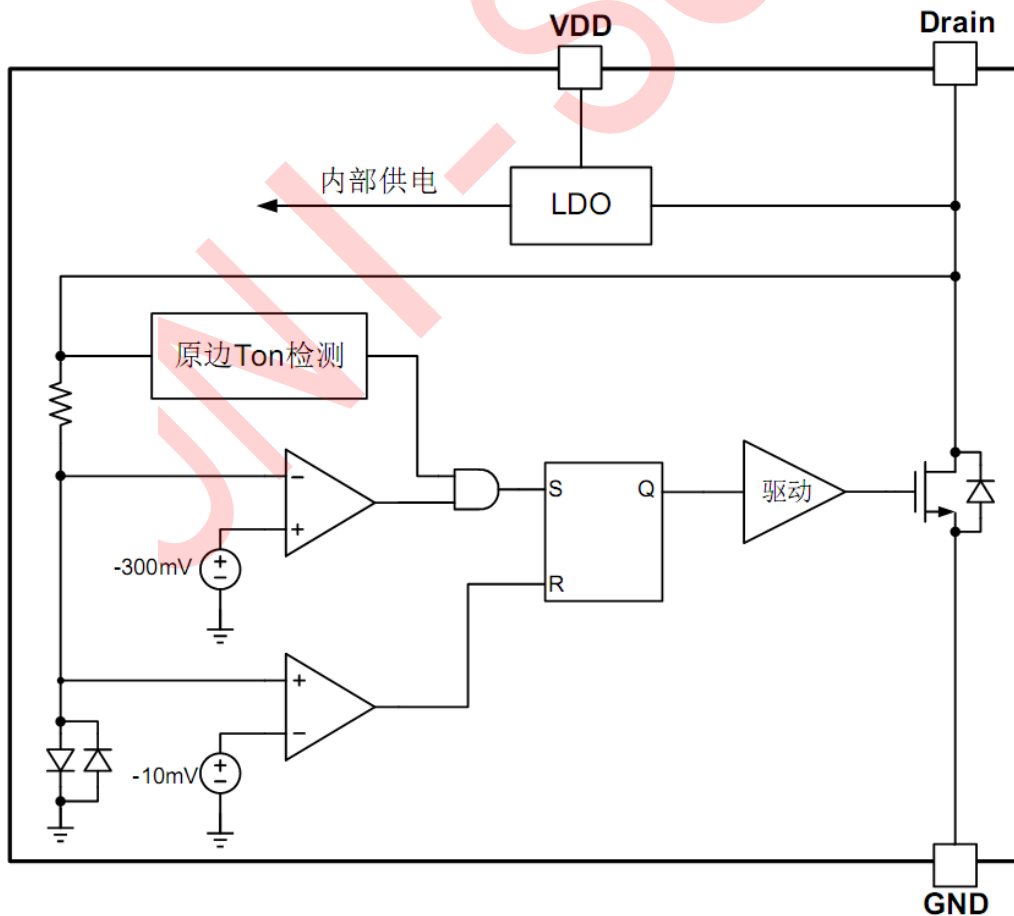 VDD
Drain
内部供电
LDO
原边Ton检测
−
+
-300mV
+
−
S
Q
R
驱动
+
−
-10mV
+
−
GND
UNI-S